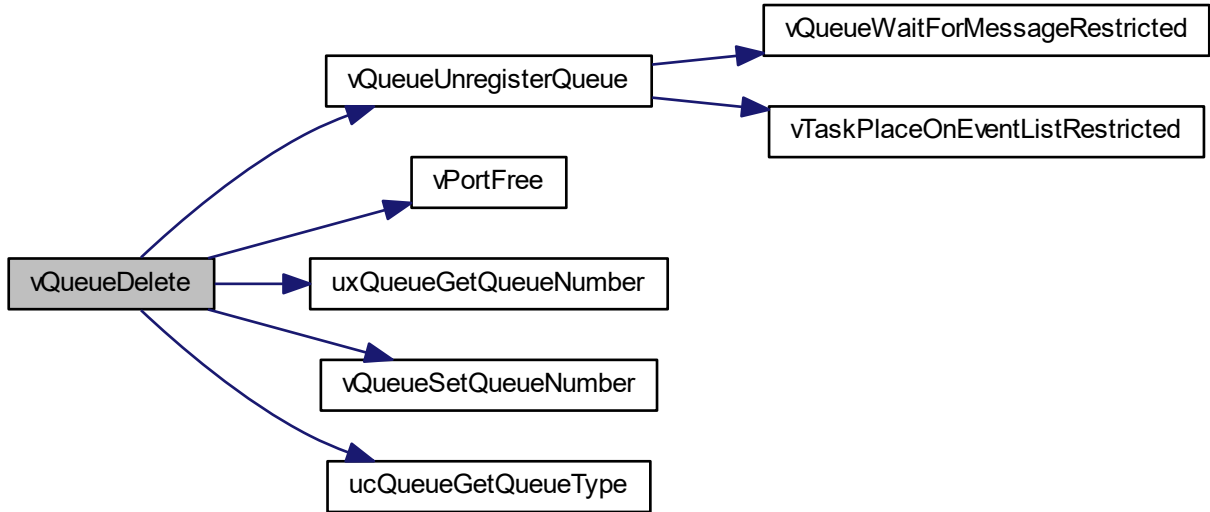 vQueueWaitForMessageRestricted
vQueueUnregisterQueue
vTaskPlaceOnEventListRestricted
vPortFree
vQueueDelete
uxQueueGetQueueNumber
vQueueSetQueueNumber
ucQueueGetQueueType